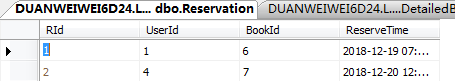 DUANWEIWEI6D24.L... dbo.Reservation DUANWEIWEI6D24.L....DetailedB
RId UserId BookId ReserveTime
1 1 6 2018-12-19 07:...
2 4 7 2018-12-20 12:...